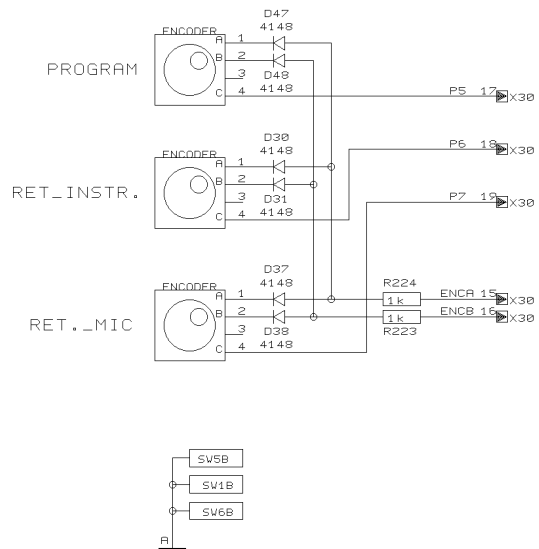 D47
4148
ENCODER
A 1
B 2
3
C 4
PROGRAM
D48
4148
P5 17
X30
D30
4148
ENCODER
A 1
B 2
3
C 4
RET_INSTR.
D31
4148
P6 18
X30
P7 19
X30
D37
4148
ENCODER
A 1
B 2
3
C 4
RET._MIC
D38
4148
R224
1k
ENCA 15
X30
1k
ENCB 16
X30
R223
SW5B
SW1B
SW6B
A